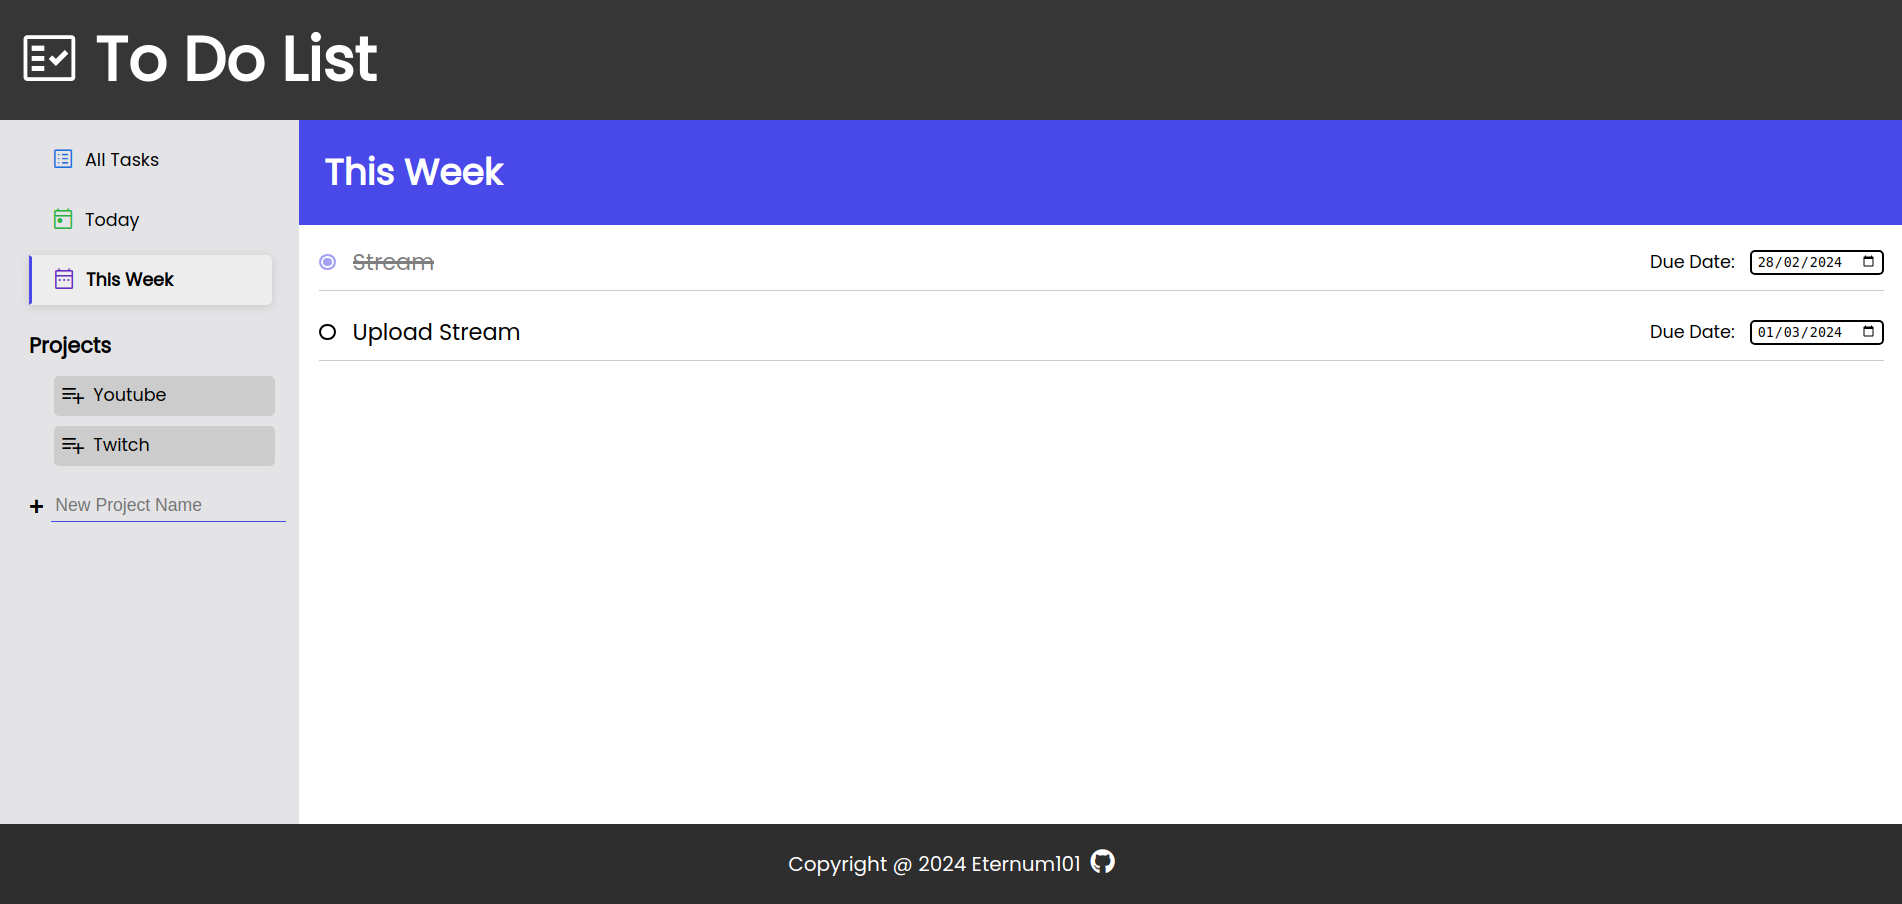 To Do List
All Tasks
Today
This Week
Projects
Youtube
Twitch
New Project Name
This Week
Stream Due Date: 28/02/2024
Upload Stream Due Date: 01/03/2024
Copyright @ 2024 Eternum101